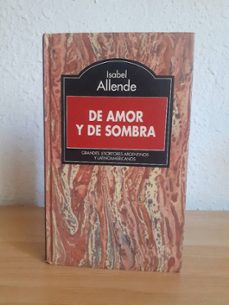 Isabel
Allende
DE AMOR
Y DE SOMBRA
GRANDES ESCRITORES ARGENTINOS
Y LATINOAMERICANOS